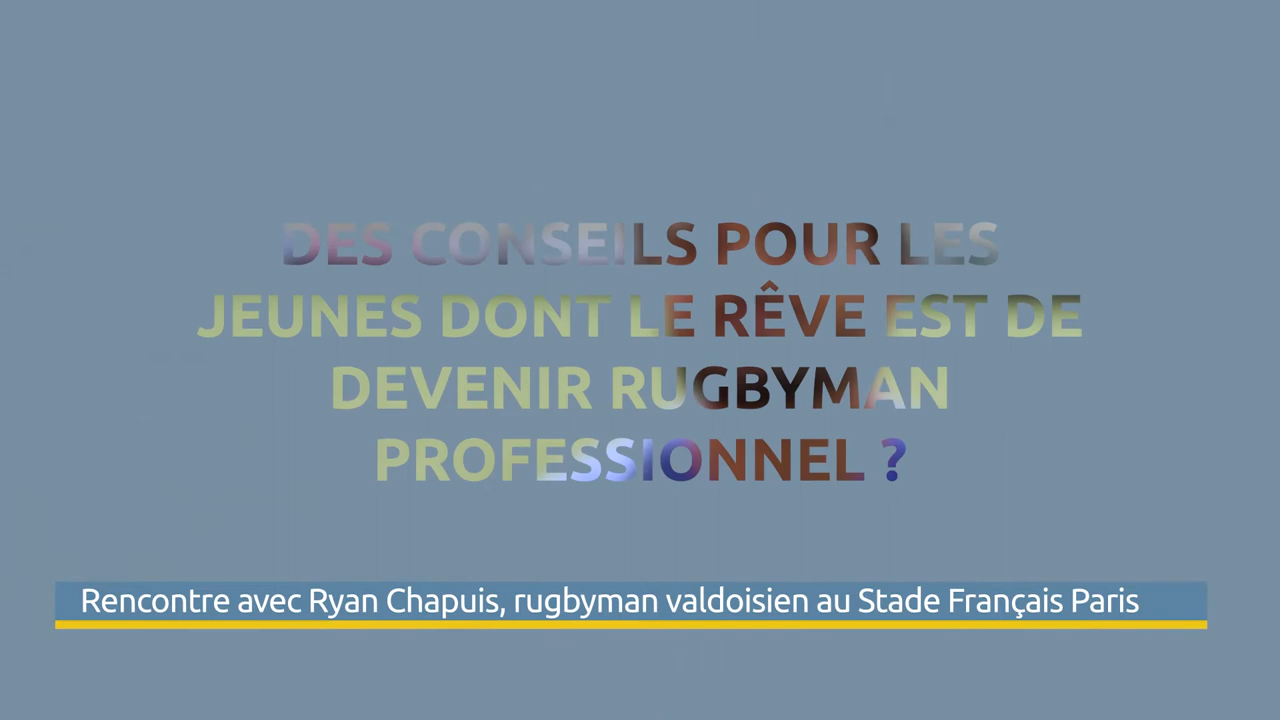 DES CONSEILS POUR LES
JEUNES DONT LE RÊVE EST DE
DEVENIR RUGBYMAN
PROFESSIONNEL ?
Rencontre avec Ryan Chapuis, rugbyman valdoisien au Stade Français Paris